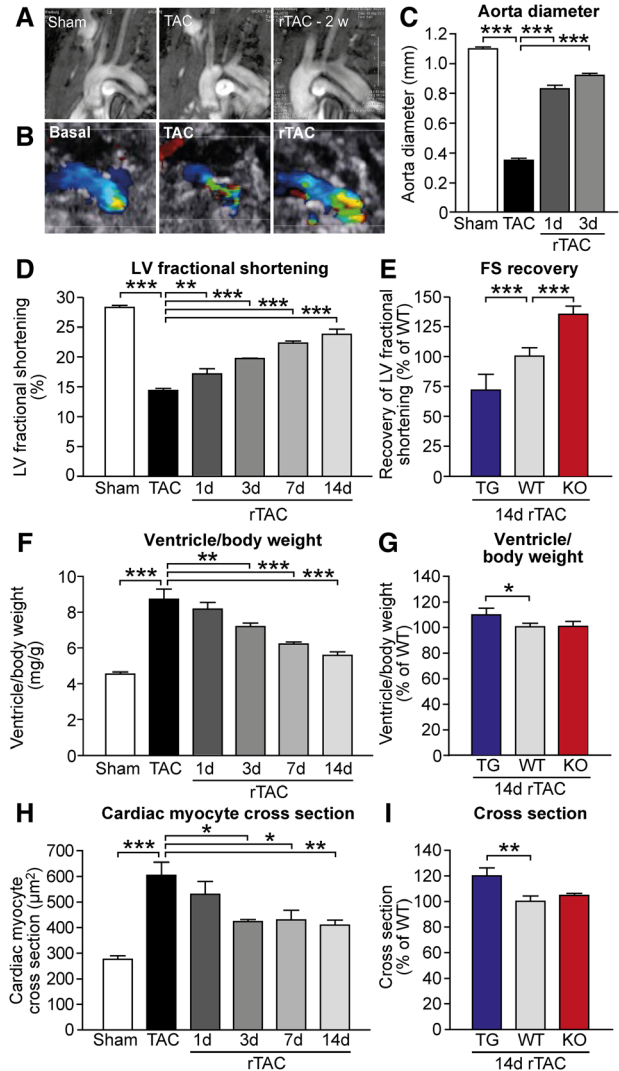 A
Sham
TAC
rTAC - 2 w
B
Basal
TAC
rTAC
C
Aorta diameter
*** *** ***
Aorta diameter (mm)
1.2
1.0
0.8
0.6
0.4
0.2
0
Sham TAC 1d 3d
rTAC
D
LV fractional shortening
*** ** *** *** ***
LV fractional shortening
(%)
30
25
20
15
10
5
0
Sham TAC 1d 3d 7d 14d
rTAC
E
FS recovery
*** ***
Recovery of LV fractional
shortening (% of WT)
150
125
100
75
50
25
0
TG WT KO
14d rTAC
F
Ventricle/body weight
*** ** *** ***
Ventricle/body weight
(mg/g)
10
8
6
4
2
0
Sham TAC 1d 3d 7d 14d
rTAC
G
Ventricle/
body weight
*
Ventricle/body weight
(% of WT)
140
120
100
80
60
40
20
0
TG WT KO
14d rTAC
H
Cardiac myocyte cross section
*** * * **
Cardiac myocyte
cross section (µm²)
700
600
500
400
300
200
100
0
Sham TAC 1d 3d 7d 14d
rTAC
I
Cross section
**
Cross section
(% of WT)
140
120
100
80
60
40
20
0
TG WT KO
14d rTAC